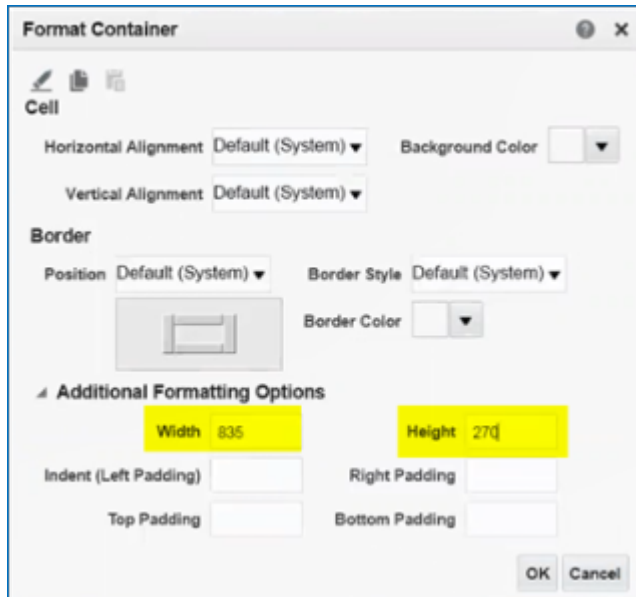 Format Container
Cell
Horizontal Alignment Default (System) Background Color
Vertical Alignment Default (System)
Border
Position Default (System) Border Style Default (System)
Border Color
Additional Formatting Options
Width 835 Height 270
Indent (Left Padding) Right Padding
Top Padding Bottom Padding
OK Cancel